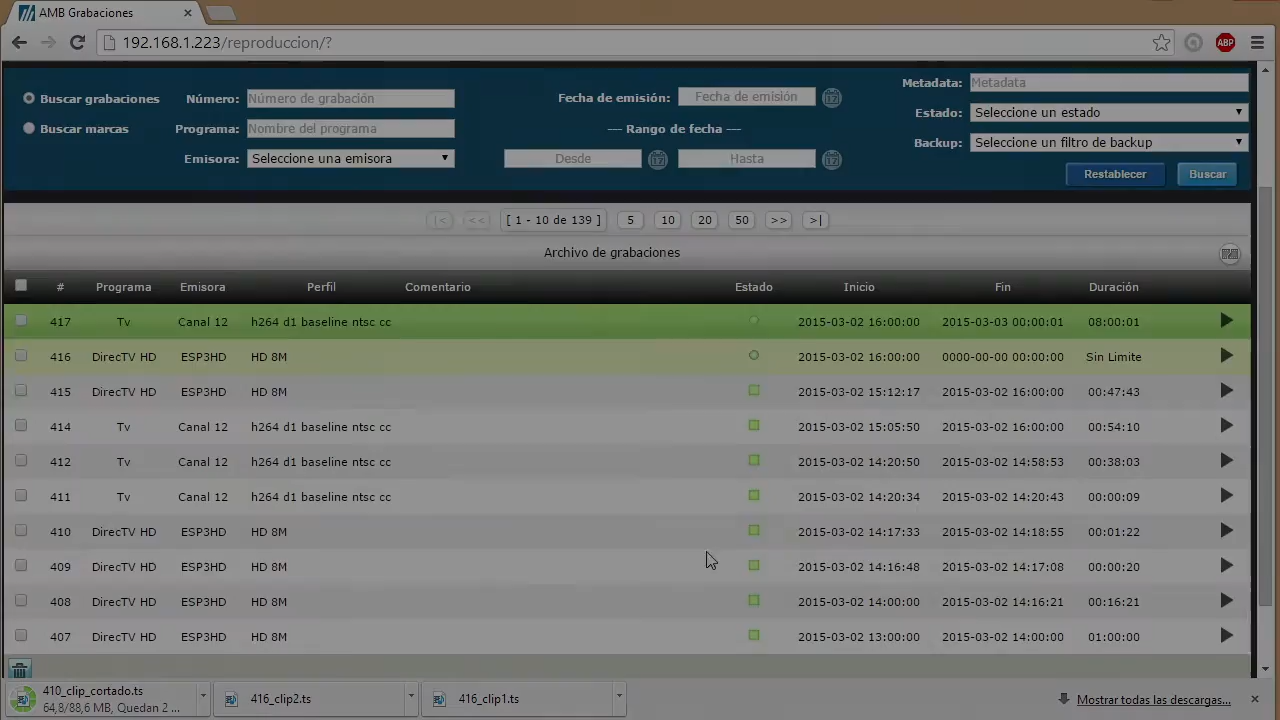 AMB Grabaciones
192.168.1.223/reproduccion/?
ABP
Buscar grabaciones
Número: Número de grabación
Fecha de emisión: Fecha de emisión
Metadata: Metadata
Estado: Seleccione un estado
Buscar marcas
Programa: Nombre del programa
— Rango de fecha —
Backup: Seleccione un filtro de backup
Emisora: Seleccione una emisora
Desde
Hasta
Restablecer
Buscar
|< << [ 1 - 10 de 139 ] 5 10 20 50 >> >|
Archivo de grabaciones
# Programa Emisora Perfil Comentario Estado Inicio Fin Duración
417 Tv Canal 12 h264 d1 baseline ntsc cc 2015-03-02 16:00:00 2015-03-03 00:00:01 08:00:01
416 DirecTV HD ESP3HD HD 8M 2015-03-02 16:00:00 0000-00-00 00:00:00 Sin Limite
415 DirecTV HD ESP3HD HD 8M 2015-03-02 15:12:17 2015-03-02 16:00:00 00:47:43
414 Tv Canal 12 h264 d1 baseline ntsc cc 2015-03-02 15:05:50 2015-03-02 16:00:00 00:54:10
412 Tv Canal 12 h264 d1 baseline ntsc cc 2015-03-02 14:20:50 2015-03-02 14:58:53 00:38:03
411 Tv Canal 12 h264 d1 baseline ntsc cc 2015-03-02 14:20:34 2015-03-02 14:20:43 00:00:09
410 DirecTV HD ESP3HD HD 8M 2015-03-02 14:17:33 2015-03-02 14:18:55 00:01:22
409 DirecTV HD ESP3HD HD 8M 2015-03-02 14:16:48 2015-03-02 14:17:08 00:00:20
408 DirecTV HD ESP3HD HD 8M 2015-03-02 14:00:00 2015-03-02 14:16:21 00:16:21
407 DirecTV HD ESP3HD HD 8M 2015-03-02 13:00:00 2015-03-02 14:00:00 01:00:00
410_clip_cortado.ts
64,8/88,6 MB, Quedan 2 ...
416_clip2.ts
416_clip1.ts
Mostrar todas las descargas...